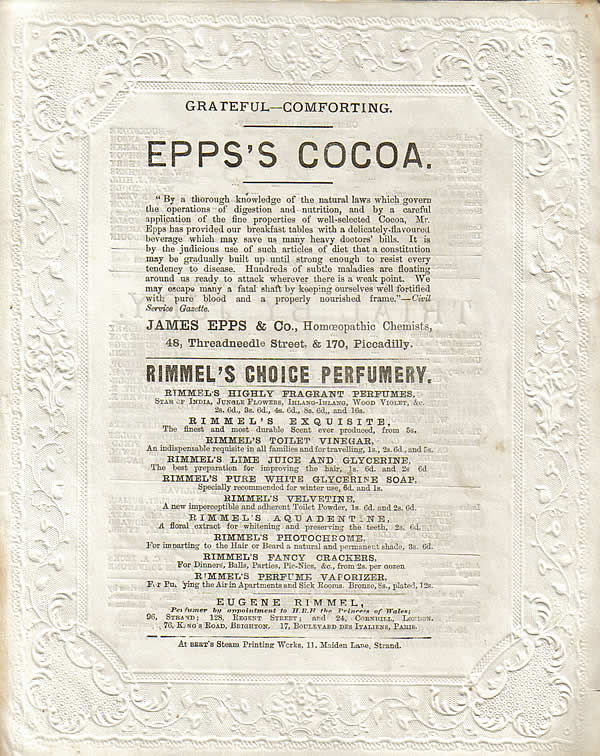 GRATEFUL—COMFORTING.
EPPS'S COCOA.
"By a thorough knowledge of the natural laws which govern
the operations of digestion and nutrition, and by a careful
application of the fine properties of well-selected Cocoa, Mr.
Epps has provided our breakfast tables with a delicately-flavoured
beverage which may save us many heavy doctors' bills. It is
by the judicious use of such articles of diet that a constitution
may be gradually built up until strong enough to resist every
tendency to disease. Hundreds of subtle maladies are floating
around us ready to attack wherever there is a weak point. We
may escape many a fatal shaft by keeping ourselves well fortified
with pure blood and a properly nourished frame."—Civil
Service Gazette.
JAMES EPPS & Co., Homœopathic Chemists,
48, Threadneedle Street, & 170, Piccadilly.
RIMMEL'S CHOICE PERFUMERY.
RIMMEL'S HIGHLY FRAGRANT PERFUMES.
Star of India, Jungle Flowers, Ihlang-Ihlang, Wood Violet, &c.
2s. 6d., 3s. 6d., 4s. 6d., 8s. 6d., and 16s.
RIMMEL'S EXQUISITE,
The finest and most durable Scent ever produced, from 5s.
RIMMEL'S TOILET VINEGAR.
An indispensable requisite in all families and for travelling, 1s., 2s. 6d., and 5s.
RIMMEL'S LIME JUICE AND GLYCERINE.
The best preparation for improving the hair, 1s. 6d. and 2s 6d
RIMMEL'S PURE WHITE GLYCERINE SOAP.
Specially recommended for winter use, 6d. and 1s.
RIMMEL'S VELVETINE.
A new imperceptible and adherent Toilet Powder, 1s. 6d. and 2s. 6d.
RIMMEL'S AQUADENTINE,
A floral extract for whitening and preserving the teeth, 2s. 6d.
RIMMEL'S PHOTOCHROME.
For imparting to the Hair or Beard a natural and permanent shade, 3s. 6d.
RIMMEL'S FANCY CRACKERS.
For Dinners, Balls, Parties, Pic-Nics, &c., from 2s. per dozen
RIMMEL'S PERFUME VAPORIZER.
For the Air in Apartments and Sick Rooms. Bronze, 8s., plated, 12s.
EUGENE RIMMEL,
Perfumer by appointment to H.R.H the Princess of Wales;
96, Strand; 128, Regent Street; and 24, Cornhill, London.
76, King's Road, Brighton. 17, Boulevard des Italiens, Paris.
At BERT'S Steam Printing Works, 11, Maiden Lane, Strand.